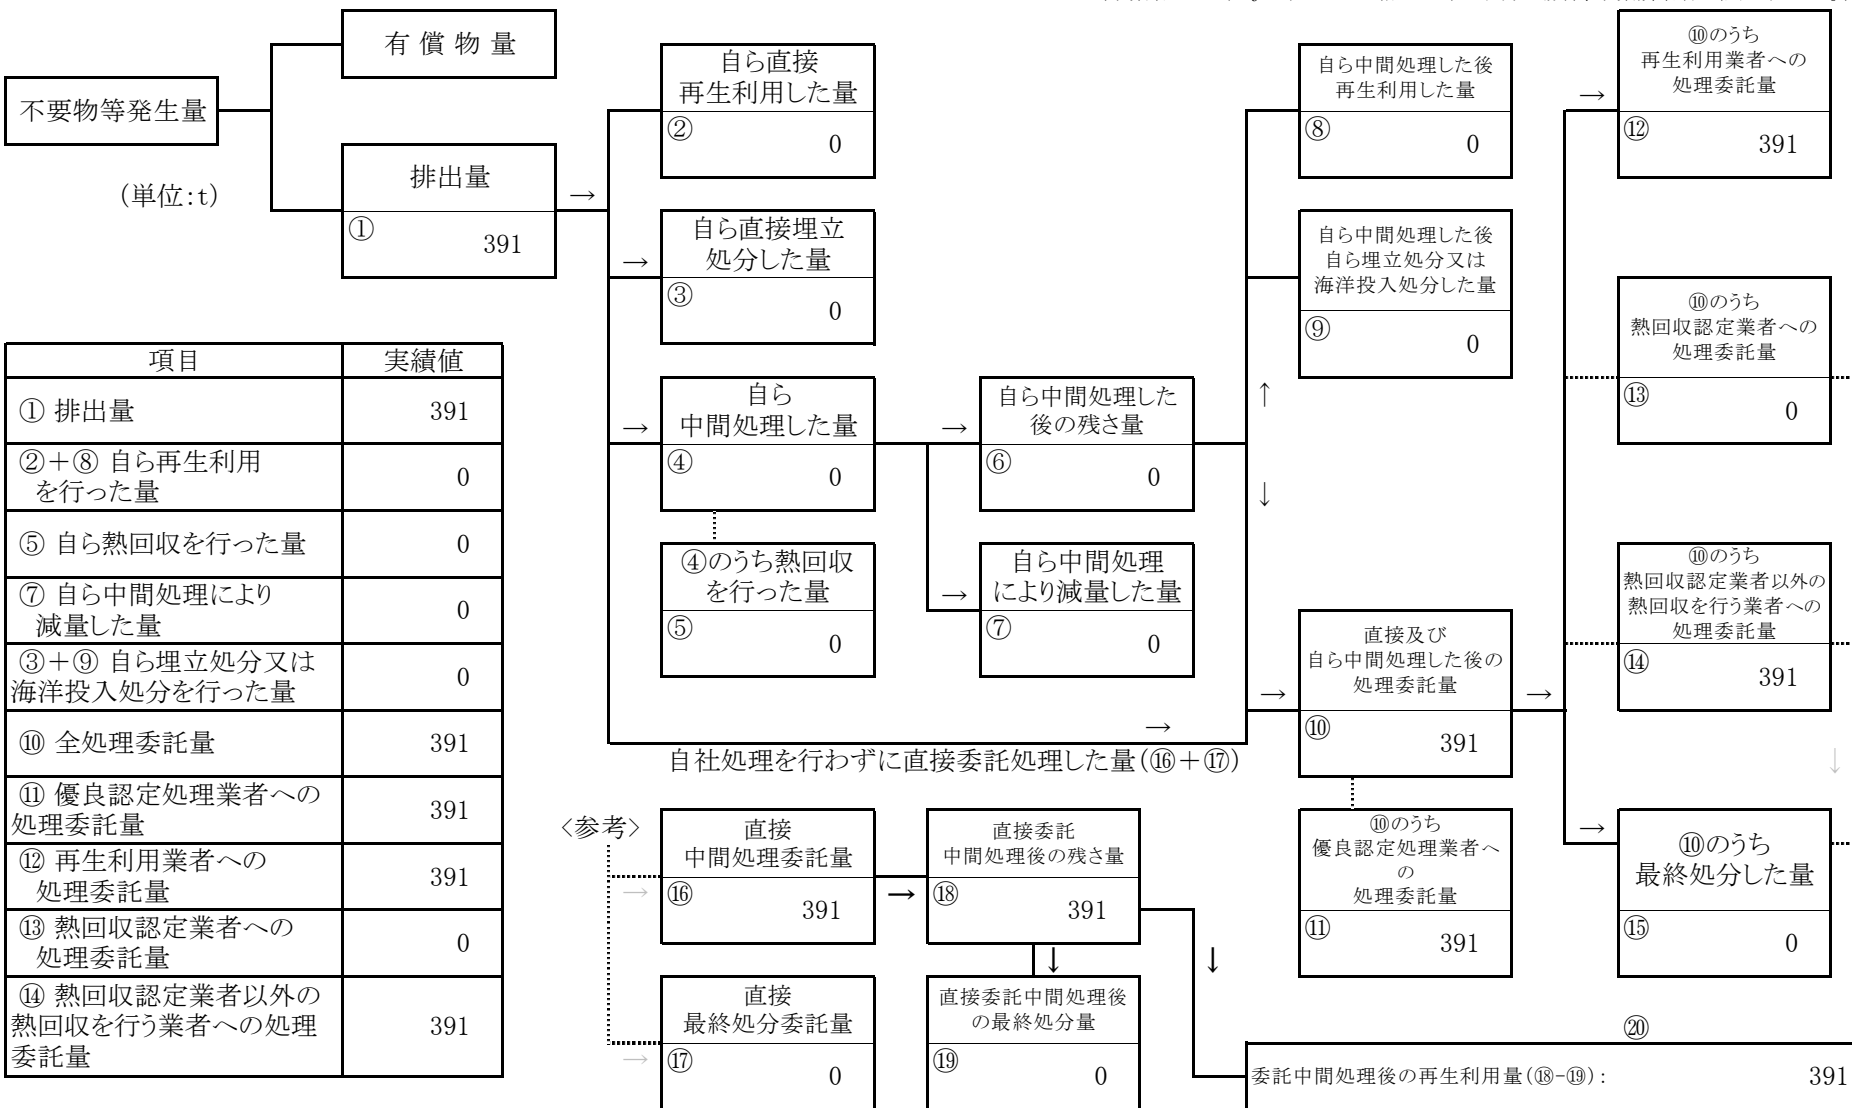 有償物量
不要物等発生量
(単位:t)
排出量
①
391
→
自ら直接
再生利用した量
②
0
→
自ら直接埋立
処分した量
③
0
→
自ら
中間処理した量
④
0
④のうち熱回収
を行った量
⑤
0
→
自ら中間処理した
後の残さ量
⑥
0
→
自ら中間処理
により減量した量
⑦
0
↑
↓
自ら中間処理した後
再生利用した量
⑧
0
自ら中間処理した後
自ら埋立処分又は
海洋投入処分した量
⑨
0
→
自社処理を行わずに直接委託処理した量(⑯+⑰)
→
直接及び
自ら中間処理した後の
処理委託量
⑩
391
→
⑩のうち
優良認定処理業者へ
の
処理委託量
⑪
391
→
⑩のうち
再生利用業者への
処理委託量
⑫
391
⑩のうち
熱回収認定業者への
処理委託量
⑬
0
⑩のうち
熱回収認定業者以外の
熱回収を行う業者への
処理委託量
⑭
391
↓
→
⑩のうち
最終処分した量
⑮
0
項目 実績値
① 排出量 391
②+⑧ 自ら再生利用
を行った量 0
⑤ 自ら熱回収を行った量 0
⑦ 自ら中間処理により
減量した量 0
③+⑨ 自ら埋立処分又は
海洋投入処分を行った量 0
⑩ 全処理委託量 391
⑪ 優良認定処理業者への
処理委託量 391
⑫ 再生利用業者への
処理委託量 391
⑬ 熱回収認定業者への
処理委託量 0
⑭ 熱回収認定業者以外の
熱回収を行う業者への処理
委託量 391
〈参考〉
→
直接
中間処理委託量
⑯
391
→
直接委託
中間処理後の残さ量
⑱
391
↓
↓
→
直接
最終処分委託量
⑰
0
直接委託中間処理後
の最終処分量
⑲
0
⑳
委託中間処理後の再生利用量(⑱-⑲): 391